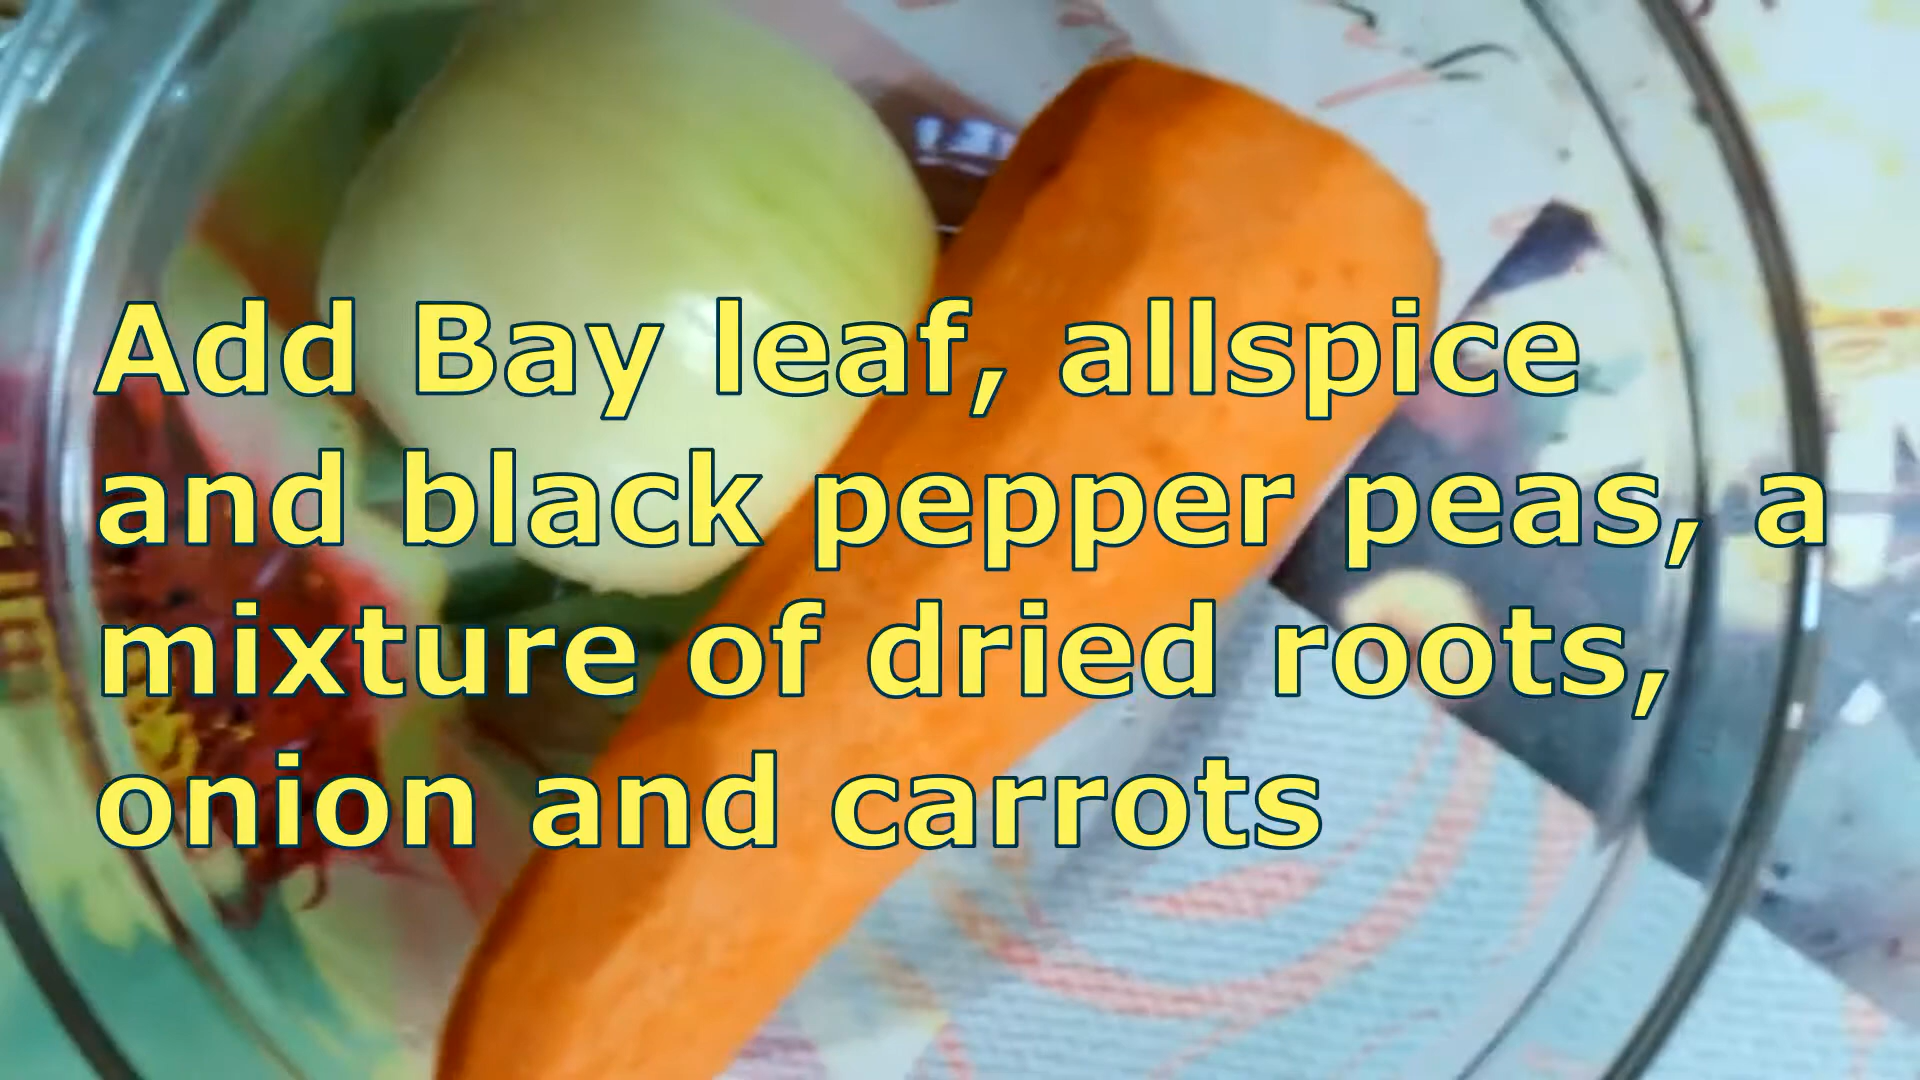 Add Bay leaf, allspice
and black pepper peas, a
mixture of dried roots,
onion and carrots